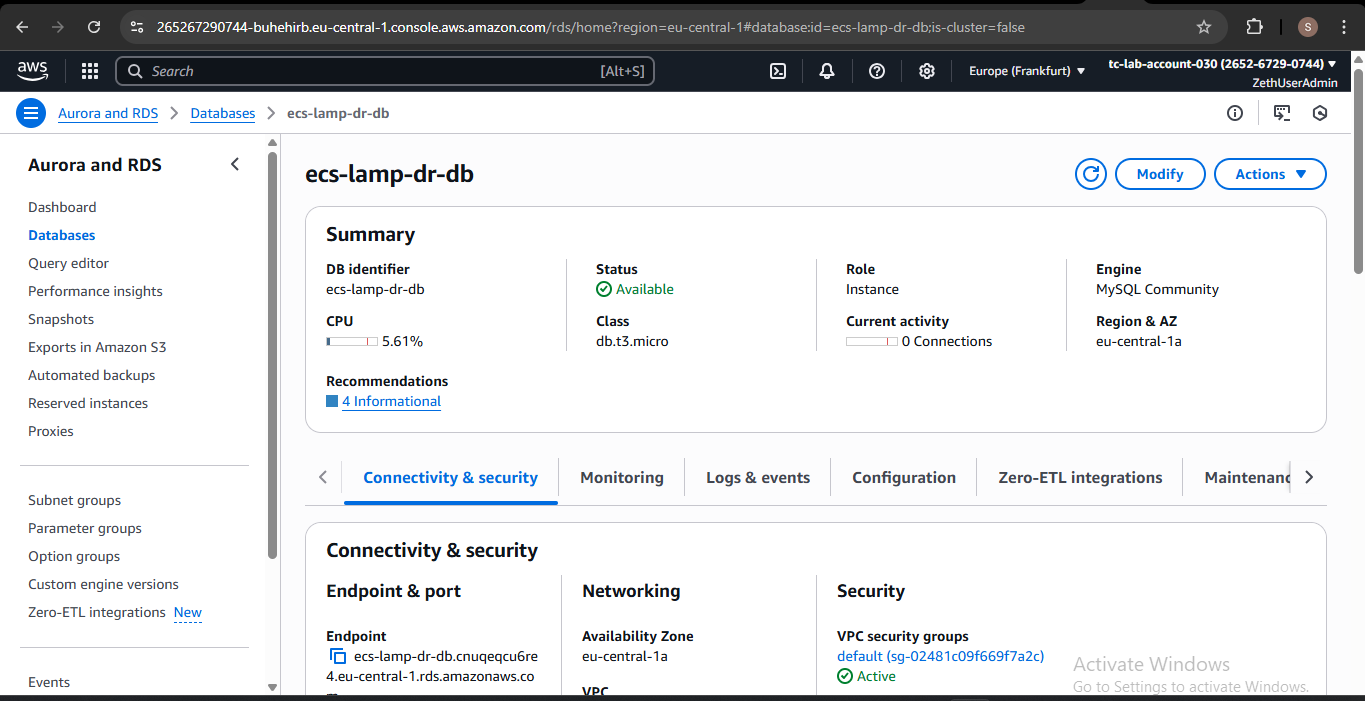 265267290744-buhehirb.eu-central-1.console.aws.amazon.com/rds/home?region=eu-central-1#database:id=ecs-lamp-dr-db;is-cluster=false
S
aws
Search
[Alt+S]
Europe (Frankfurt)
tc-lab-account-030 (2652-6729-0744)
ZethUserAdmin
Aurora and RDS
Databases
ecs-lamp-dr-db
Aurora and RDS
Dashboard
Databases
Query editor
Performance insights
Snapshots
Exports in Amazon S3
Automated backups
Reserved instances
Proxies
Subnet groups
Parameter groups
Option groups
Custom engine versions
Zero-ETL integrations New
Events
ecs-lamp-dr-db
Modify
Actions
Summary
DB identifier
ecs-lamp-dr-db
Status
Available
Role
Instance
Engine
MySQL Community
CPU
5.61%
Class
db.t3.micro
Current activity
0 Connections
Region & AZ
eu-central-1a
Recommendations
4 Informational
Connectivity & security
Monitoring
Logs & events
Configuration
Zero-ETL integrations
Maintenanc
Connectivity & security
Endpoint & port
Endpoint
ecs-lamp-dr-db.cnuqeqcu6re
4.eu-central-1.rds.amazonaws.co
Networking
Availability Zone
eu-central-1a
VPC
Security
VPC security groups
default (sg-02481c09f669f7a2c)
Active
Activate Windows
Go to Settings to activate Windows.